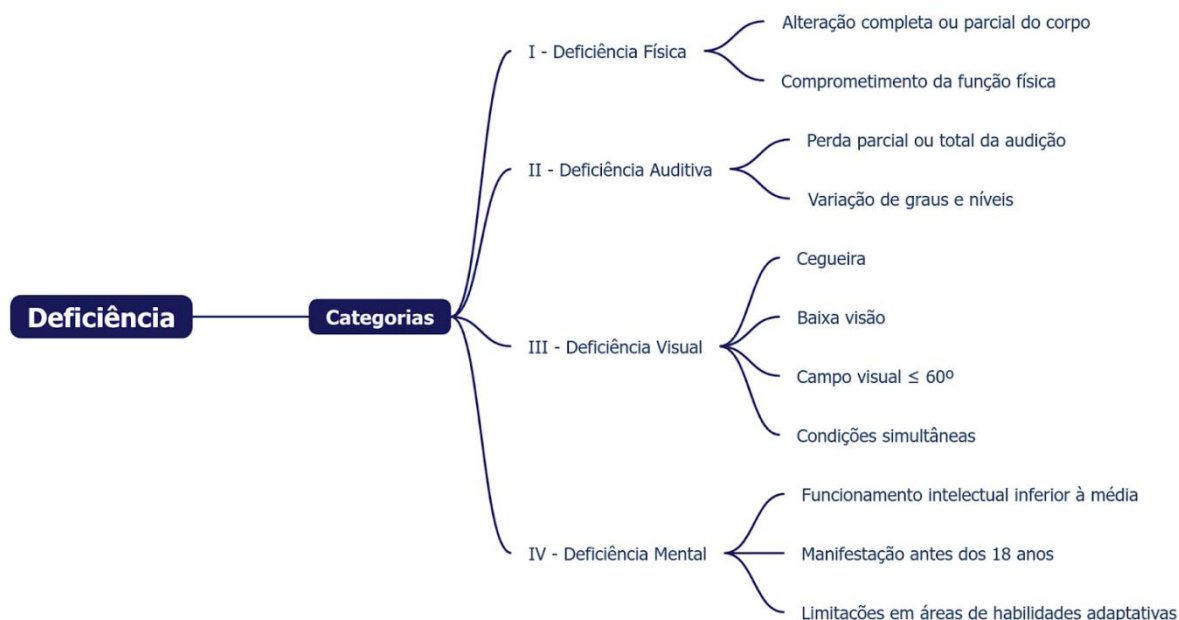 Deficiência
Categorias
I - Deficiência Física
Alteração completa ou parcial do corpo
Comprometimento da função física
II - Deficiência Auditiva
Perda parcial ou total da audição
Variação de graus e níveis
III - Deficiência Visual
Cegueira
Baixa visão
Campo visual ≤ 60º
Condições simultâneas
IV - Deficiência Mental
Funcionamento intelectual inferior à média
Manifestação antes dos 18 anos
Limitações em áreas de habilidades adaptativas